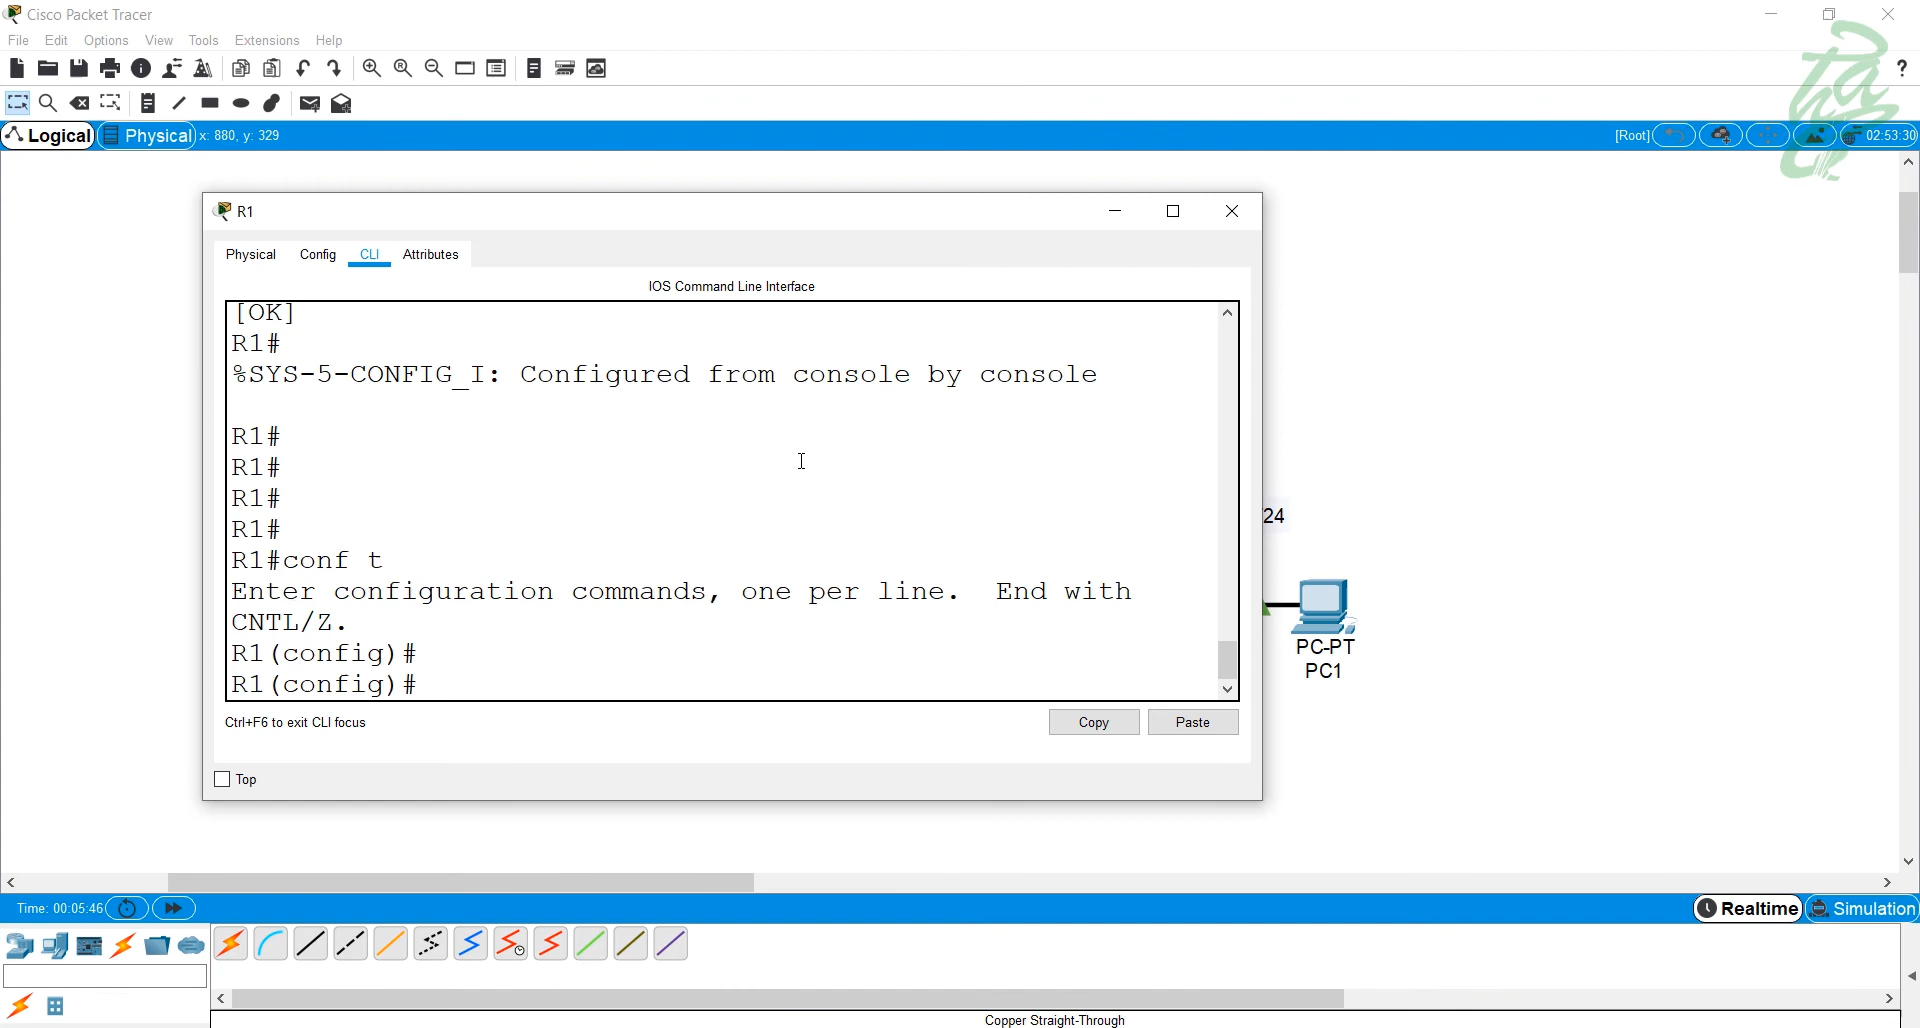 Cisco Packet Tracer
File Edit Options View Tools Extensions Help
Logical Physical x: 880, y: 329 [Root] 02:53:30
R1
Physical Config CLI Attributes
IOS Command Line Interface
[OK]
R1#
%SYS-5-CONFIG_I: Configured from console by console
R1#
R1#
R1#
R1#
R1#conf t
Enter configuration commands, one per line.  End with
CNTL/Z.
R1(config)#
R1(config)#
Ctrl+F6 to exit CLI focus
Copy Paste
Top
24
PC-PT
PC1
Time: 00:05:46
Realtime Simulation
Copper Straight-Through